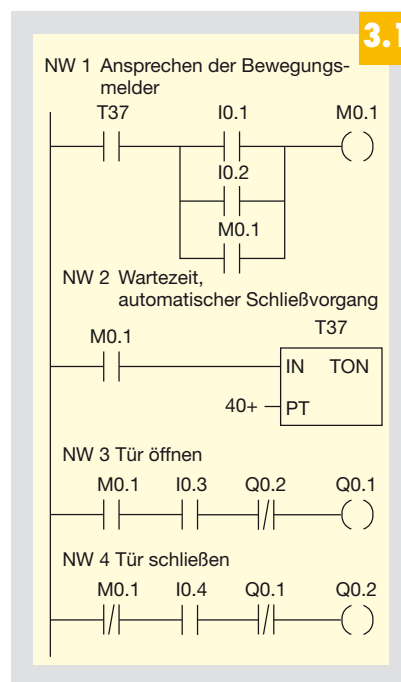 3.1
NW 1 Ansprechen der Bewegungs-
melder
T37 I0.1 M0.1
I0.2
M0.1
NW 2 Wartezeit,
automatischer Schließvorgang
T37
M0.1
IN TON
40+ PT
NW 3 Tür öffnen
M0.1 I0.3 Q0.2 Q0.1
NW 4 Tür schließen
M0.1 I0.4 Q0.1 Q0.2